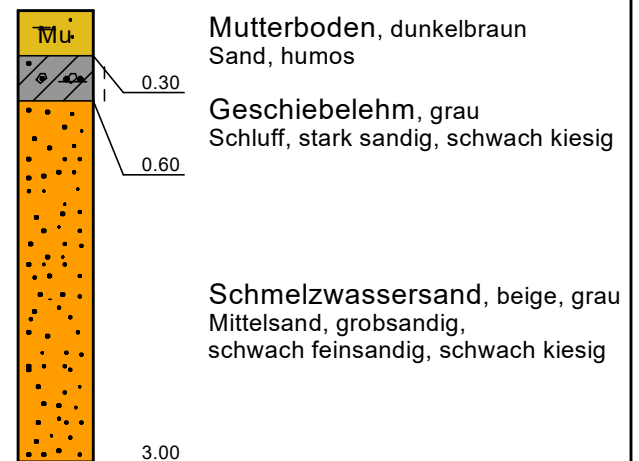 Mu
Mutterboden, dunkelbraun
Sand, humos
0.30
Geschiebelehm, grau
Schluff, stark sandig, schwach kiesig
0.60
Schmelzwassersand, beige, grau
Mittelsand, grobsandig,
schwach feinsandig, schwach kiesig
3.00